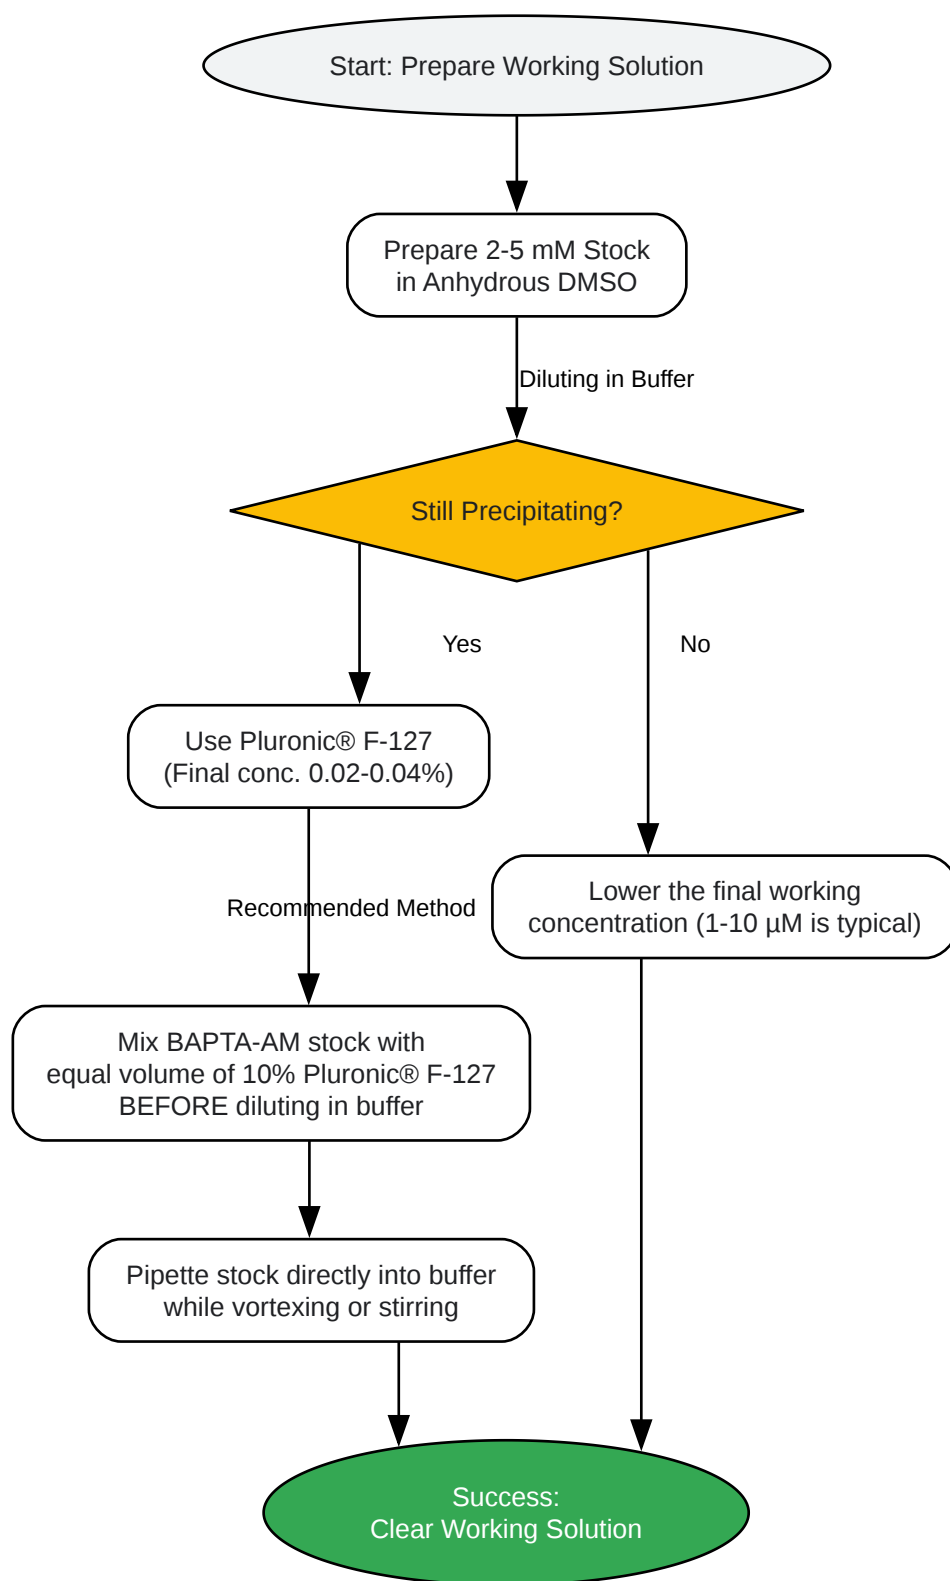 Start: Prepare Working Solution
Prepare 2-5 mM Stock
in Anhydrous DMSO
Diluting in Buffer
Still Precipitating?
Yes
No
Use Pluronic® F-127
(Final conc. 0.02-0.04%)
Lower the final working
concentration (1-10 µM is typical)
Recommended Method
Mix BAPTA-AM stock with
equal volume of 10% Pluronic® F-127
BEFORE diluting in buffer
Pipette stock directly into buffer
while vortexing or stirring
Success:
Clear Working Solution